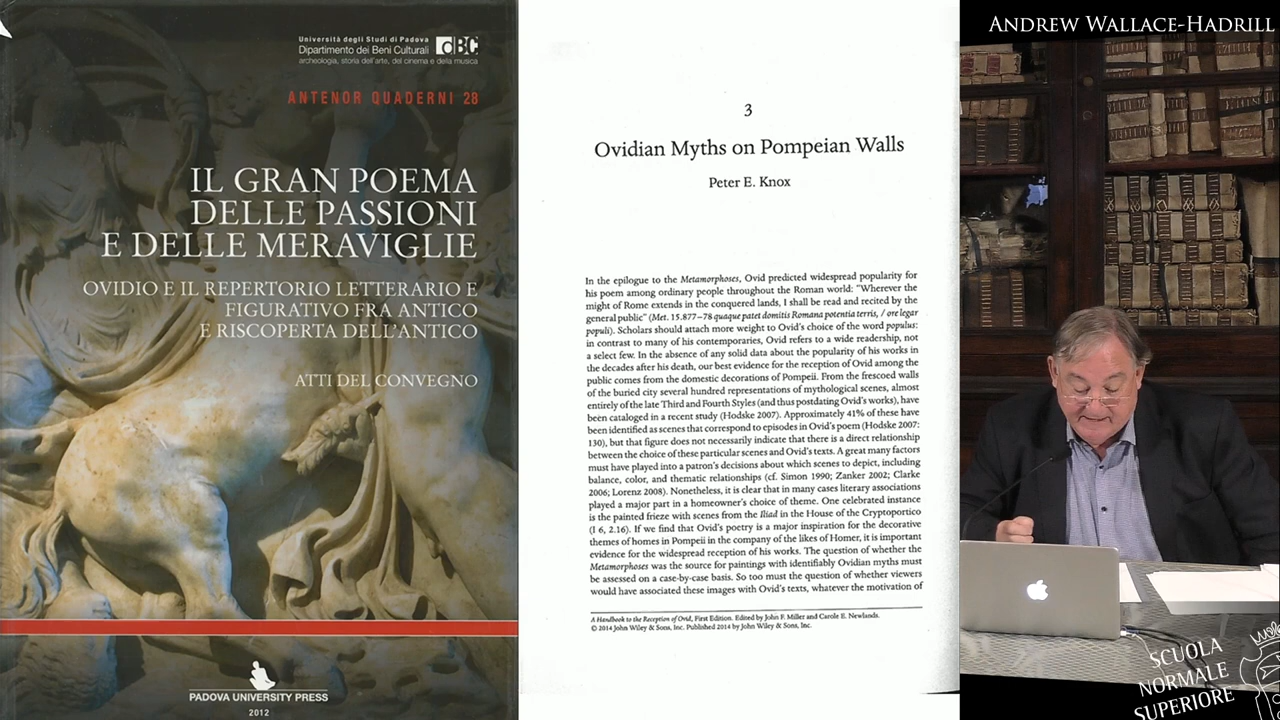 Università degli Studi di Padova
Dipartimento dei Beni Culturali
archeologia, storia dell'arte, del cinema e della musica
dBC
ANTENOR QUADERNI 28
IL GRAN POEMA
DELLE PASSIONI
E DELLE MERAVIGLIE
OVIDIO E IL REPERTORIO LETTERARIO E
FIGURATIVO FRA ANTICO
E RISCOPERTA DELL'ANTICO
ATTI DEL CONVEGNO
PADOVA UNIVERSITY PRESS
2012
3
Ovidian Myths on Pompeian Walls
Peter E. Knox
In the epilogue to the Metamorphoses, Ovid predicted widespread popularity for
his poem among ordinary people throughout the Roman world: "Wherever the
might of Rome extends in the conquered lands, I shall be read and recited by the
general public" (Met. 15.877–78 quaque patet domitis Romana potentia terris, / ore legar
populi). Scholars should attach more weight to Ovid's choice of the word populus:
in contrast to many of his contemporaries, Ovid refers to a wide readership, not
a select few. In the absence of any solid data about the popularity of his works in
the decades after his death, our best evidence for the reception of Ovid among the
public comes from the domestic decorations of Pompeii. From the frescoed walls
of the buried city several hundred representations of mythological scenes, almost
entirely of the late Third and Fourth Styles (and thus postdating Ovid's works), have
been cataloged in a recent study (Hodske 2007). Approximately 41% of these have
been identified as scenes that correspond to episodes in Ovid's poem (Hodske 2007:
130), but that figure does not necessarily indicate that there is a direct relationship
between the choice of these particular scenes and Ovid's texts. A great many factors
must have played into a patron's decisions about which scenes to depict, including
balance, color, and thematic relationships (cf. Simon 1990; Zanker 2002; Clarke
2006; Lorenz 2008). Nonetheless, it is clear that in many cases literary associations
played a major part in a homeowner's choice of theme. One celebrated instance
is the painted frieze with scenes from the Iliad in the House of the Cryptoportico
(I 6, 2.16). If we find that Ovid's poetry is a major inspiration for the decorative
themes of homes in Pompeii in the company of the likes of Homer, it is important
evidence for the widespread reception of his works. The question of whether the
Metamorphoses was the source for paintings with identifiably Ovidian myths must
be assessed on a case-by-case basis. So too must the question of whether viewers
would have associated these images with Ovid's texts, whatever the motivation of
A Handbook to the Reception of Ovid, First Edition. Edited by John F. Miller and Carole E. Newlands.
© 2014 John Wiley & Sons, Inc. Published 2014 by John Wiley & Sons, Inc.
ANDREW WALLACE-HADRILL
SCUOLA
NORMALE
SUPERIORE